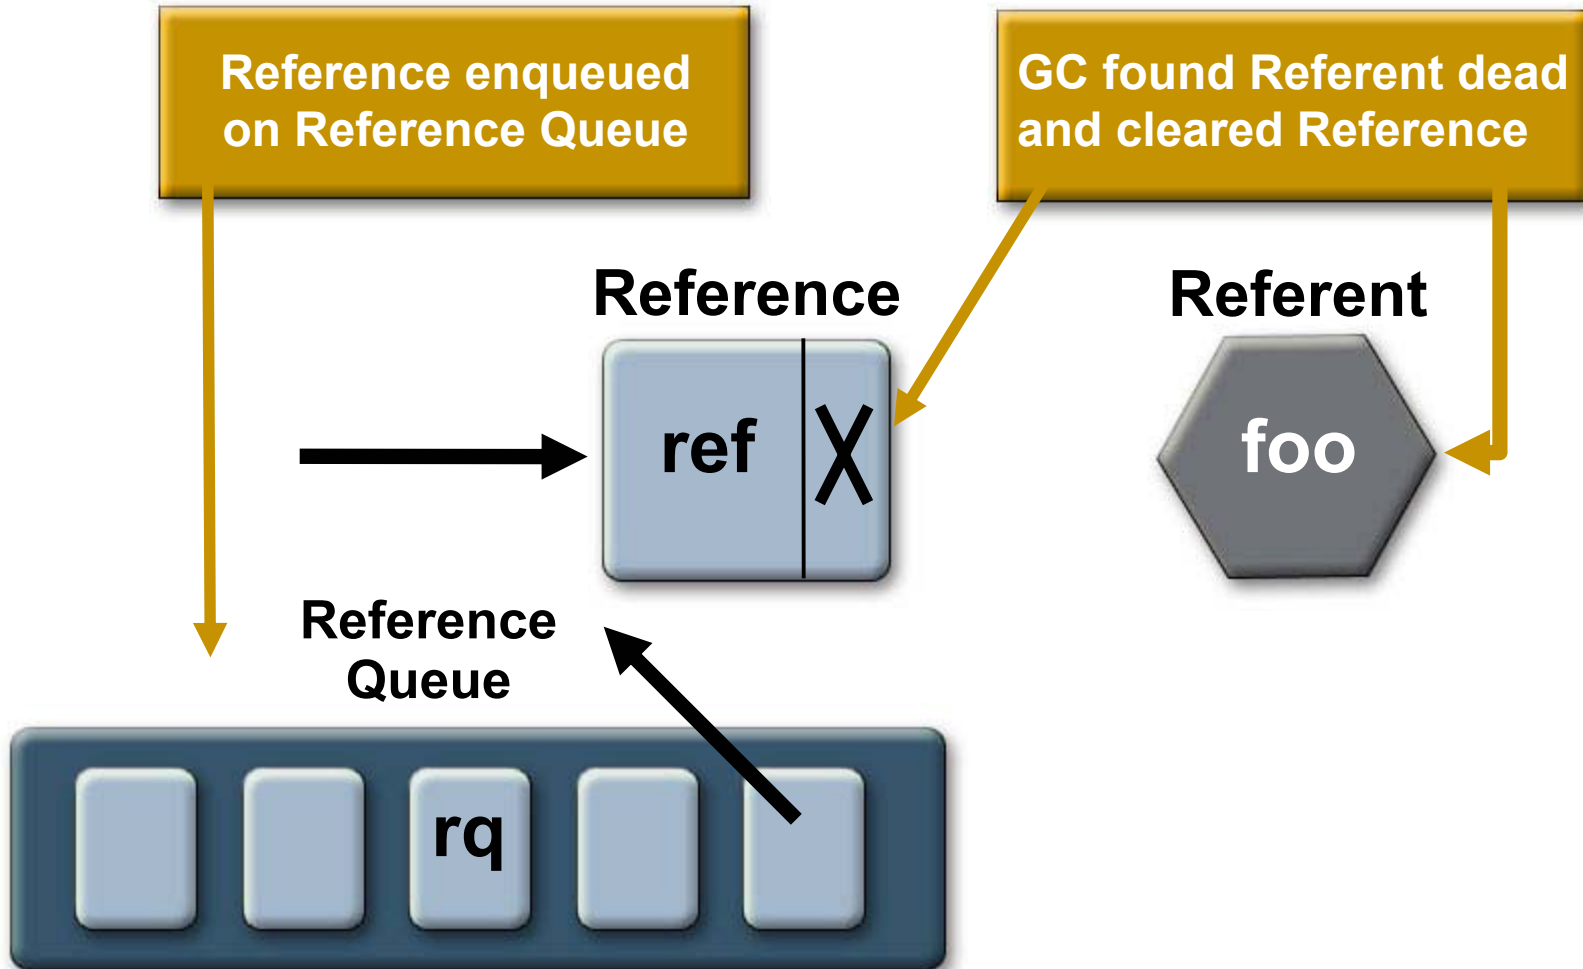 Reference enqueued
on Reference Queue
GC found Referent dead
and cleared Reference
Reference
Referent
ref
X
foo
Reference
Queue
rq